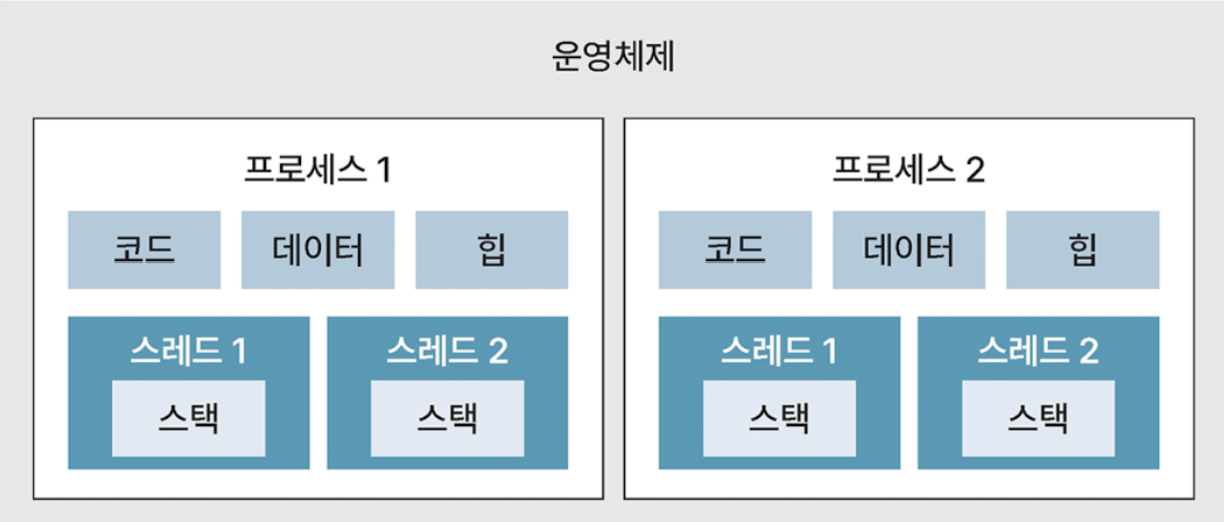 운영체제
프로세스 1
코드 데이터 힙
스레드 1 스레드 2
스택 스택
프로세스 2
코드 데이터 힙
스레드 1 스레드 2
스택 스택